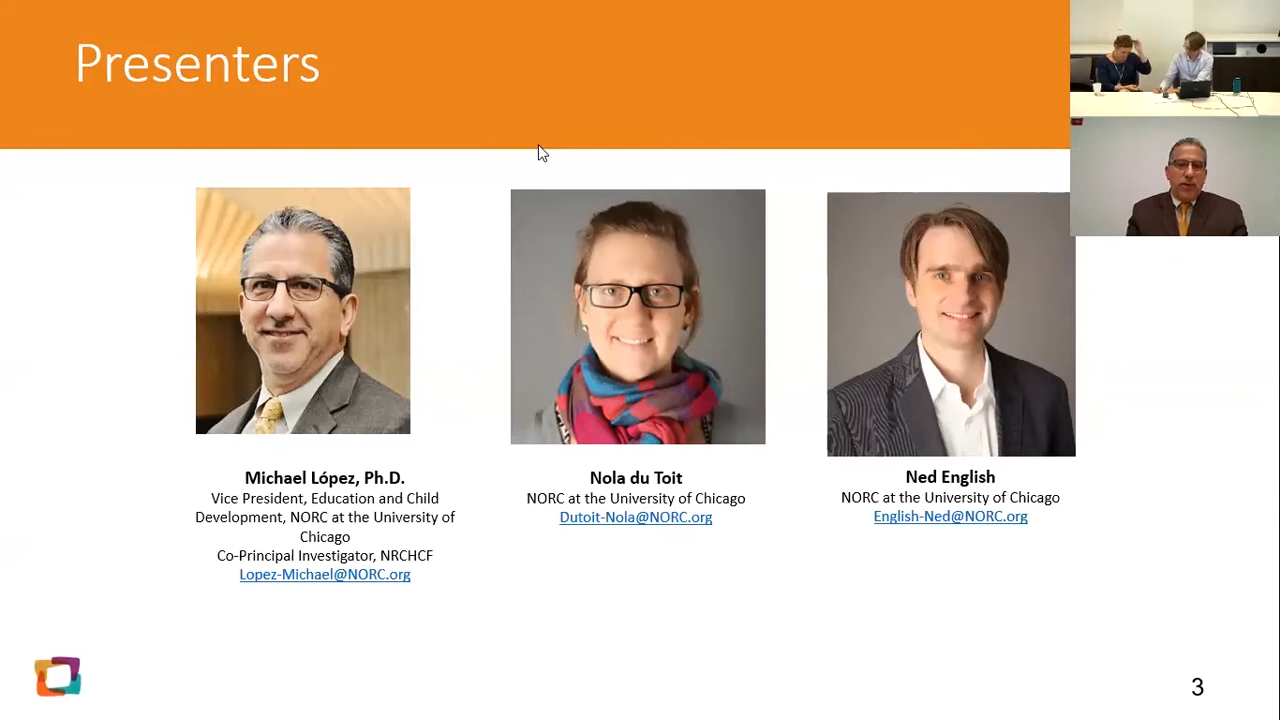 Presenters
Michael López, Ph.D.
Vice President, Education and Child
Development, NORC at the University of
Chicago
Co-Principal Investigator, NRCHCF
Lopez-Michael@NORC.org
Nola du Toit
NORC at the University of Chicago
Dutoit-Nola@NORC.org
Ned English
NORC at the University of Chicago
English-Ned@NORC.org
3